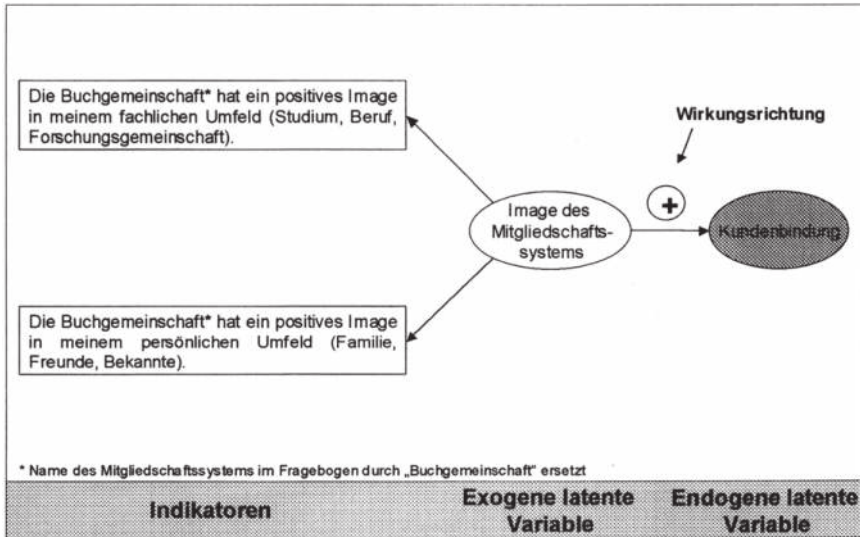 Die Buchgemeinschaft* hat ein positives Image
in meinem fachlichen Umfeld (Studium, Beruf,
Forschungsgemeinschaft).
Wirkungsrichtung
+
Image des
Mitgliedschafts-
systems
Kundenbindung
Die Buchgemeinschaft* hat ein positives Image
in meinem persönlichen Umfeld (Familie,
Freunde, Bekannte).
* Name des Mitgliedschaftssystems im Fragebogen durch „Buchgemeinschaft" ersetzt
Indikatoren
Exogene latente
Variable
Endogene latente
Variable